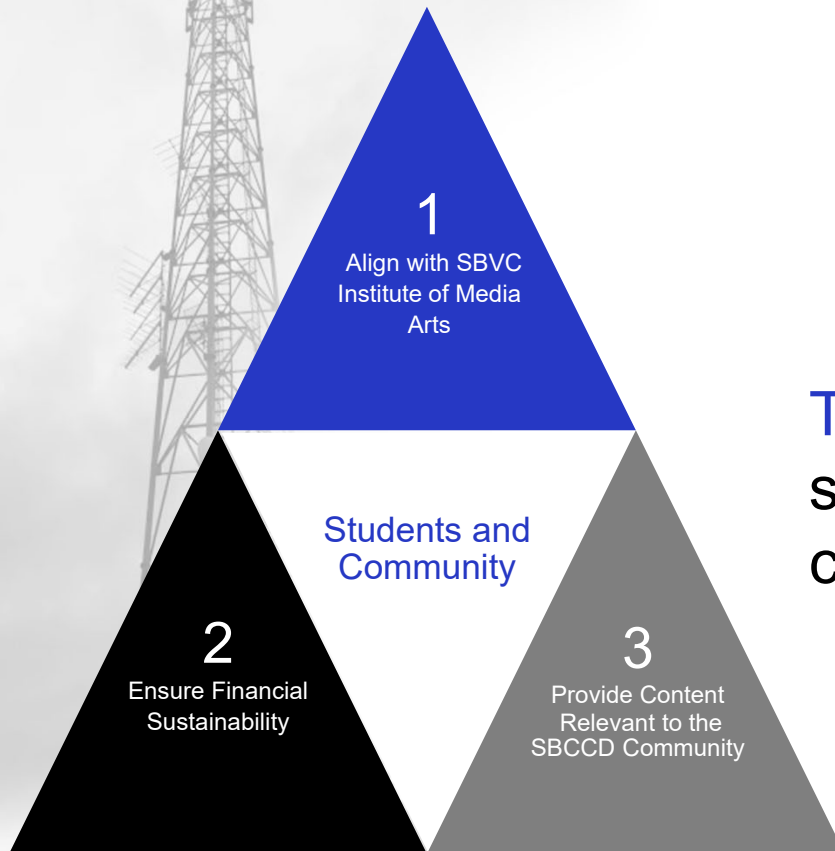 1
Align with SBVC
Institute of Media
Arts
Students and
Community
2
Ensure Financial
Sustainability
3
Provide Content
Relevant to the
SBCCD Community